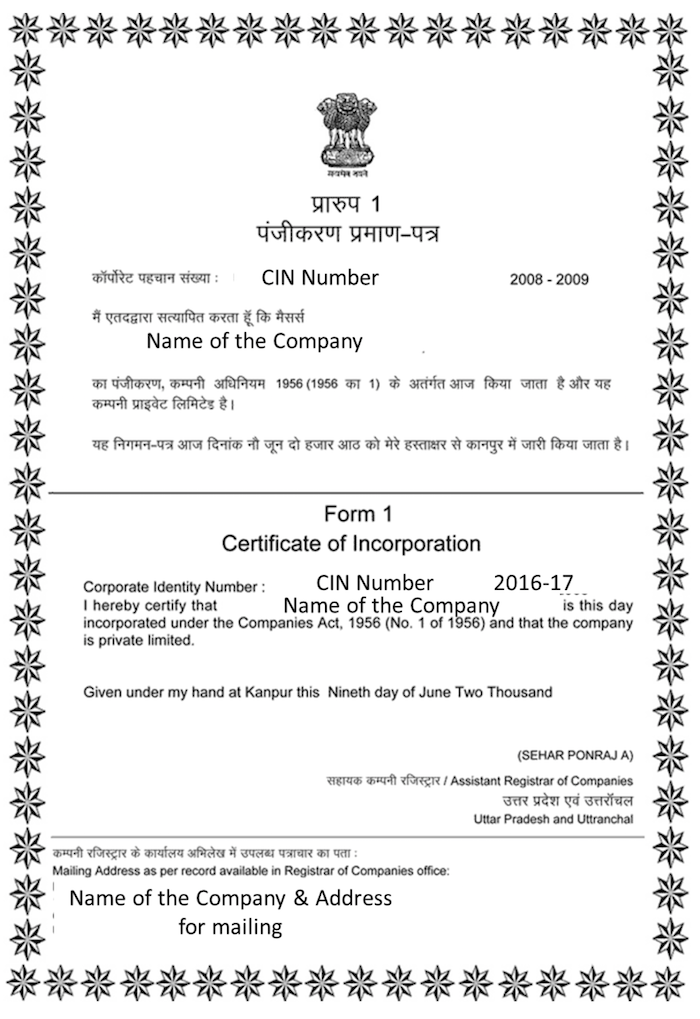 सत्यमेव जयते
प्रारुप 1
पंजीकरण प्रमाण-पत्र
कॉर्पोरेट पहचान संख्या : CIN Number 2008 - 2009
मैं एतदद्वारा सत्यापित करता हूँ कि मैसर्स
Name of the Company
का पंजीकरण, कम्पनी अधिनियम 1956 (1956 का 1) के अतंर्गत आज किया जाता है और यह
कम्पनी प्राइवेट लिमिटेड है।
यह निगमन-पत्र आज दिनांक नौ जून दो हजार आठ को मेरे हस्ताक्षर से कानपुर में जारी किया जाता है।
Form 1
Certificate of Incorporation
Corporate Identity Number : CIN Number 2016-17
I hereby certify that Name of the Company is this day
incorporated under the Companies Act, 1956 (No. 1 of 1956) and that the company
is private limited.
Given under my hand at Kanpur this Nineth day of June Two Thousand
(SEHAR PONRAJ A)
सहायक कम्पनी रजिस्ट्रार / Assistant Registrar of Companies
उत्तर प्रदेश एवं उत्तरॉचल
Uttar Pradesh and Uttranchal
कम्पनी रजिस्ट्रार के कार्यालय अभिलेख में उपलब्ध पत्राचार का पता :
Mailing Address as per record available in Registrar of Companies office:
Name of the Company & Address
for mailing